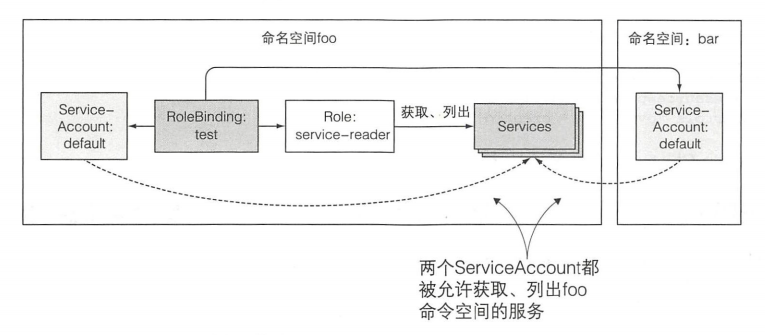 命名空间foo
命名空间：bar
Service-
Account:
default
RoleBinding:
test
Role:
service-reader
获取、列出
Services
Service-
Account:
default
两个ServiceAccount都
被允许获取、列出foo
命令空间的服务